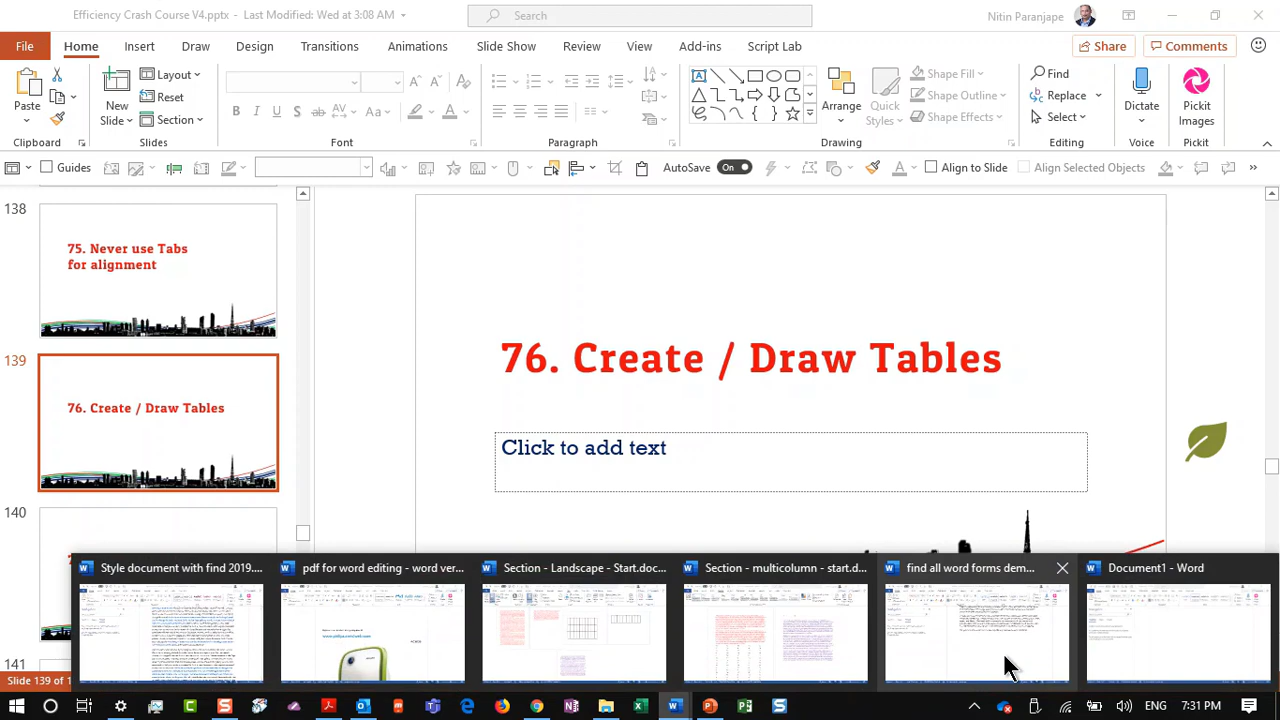 Efficiency Crash Course V4.pptx - Last Modified: Wed at 3:08 AM
Search
Nitin Paranjape
File Home Insert Draw Design Transitions Animations Slide Show Review View Add-ins Script Lab
Share Comments
Paste
New
Slide
Layout
Reset
Section
Arrange
Quick
Styles
Shape Fill
Shape Outline
Shape Effects
Find
Replace
Select
Dictate
Pickit
Images
Clipboard Slides Font Paragraph Drawing Editing Voice Pickit
Guides
AutoSave On
Align to Slide
Align Selected Objects
138
75. Never use Tabs
for alignment
139
76. Create / Draw Tables
140
141
76. Create / Draw Tables
Click to add text
Style document with find 2019....
pdf for word editing - word ver...
Section - Landscape - Start.doc...
Section - multicolumn - start.d...
find all word forms dem...
Document1 - Word
Slide 139 of 1
ENG 7:31 PM